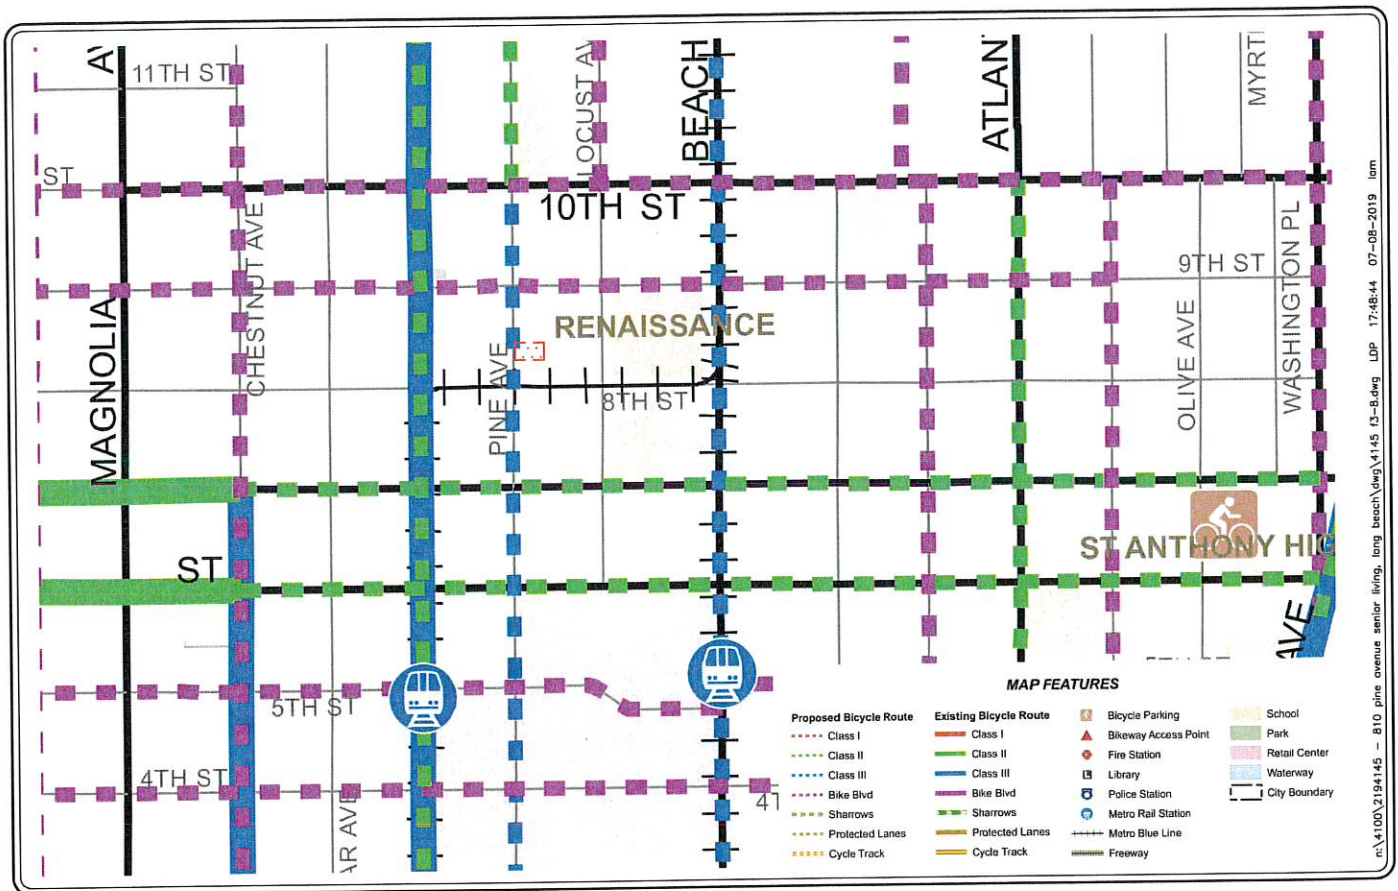 11TH ST
LOCUST AV
BEACH
ATLAN
MYRT
ST
10TH ST
CHESTNUT AVE
9TH ST
MAGNOLIA
RENAISSANCE
PINE AVE
8TH ST
OLIVE AVE
WASHINGTON PL
ST
ST ANTHONY HIG
AVE
5TH ST
4TH ST
AR AVE
41
MAP FEATURES
Proposed Bicycle Route
Class I
Class II
Class III
Bike Blvd
Sharrows
Protected Lanes
Cycle Track
Existing Bicycle Route
Class I
Class II
Class III
Bike Blvd
Sharrows
Protected Lanes
Cycle Track
Bicycle Parking
Bikeway Access Point
Fire Station
Library
Police Station
Metro Rail Station
Metro Blue Line
Freeway
School
Park
Retail Center
Waterway
City Boundary
n:\4100\2194145 - 810 pine avenue senior living, long beach\dwg\4145 f3-8.dwg LDP 17:48:44 07-08-2019 lam